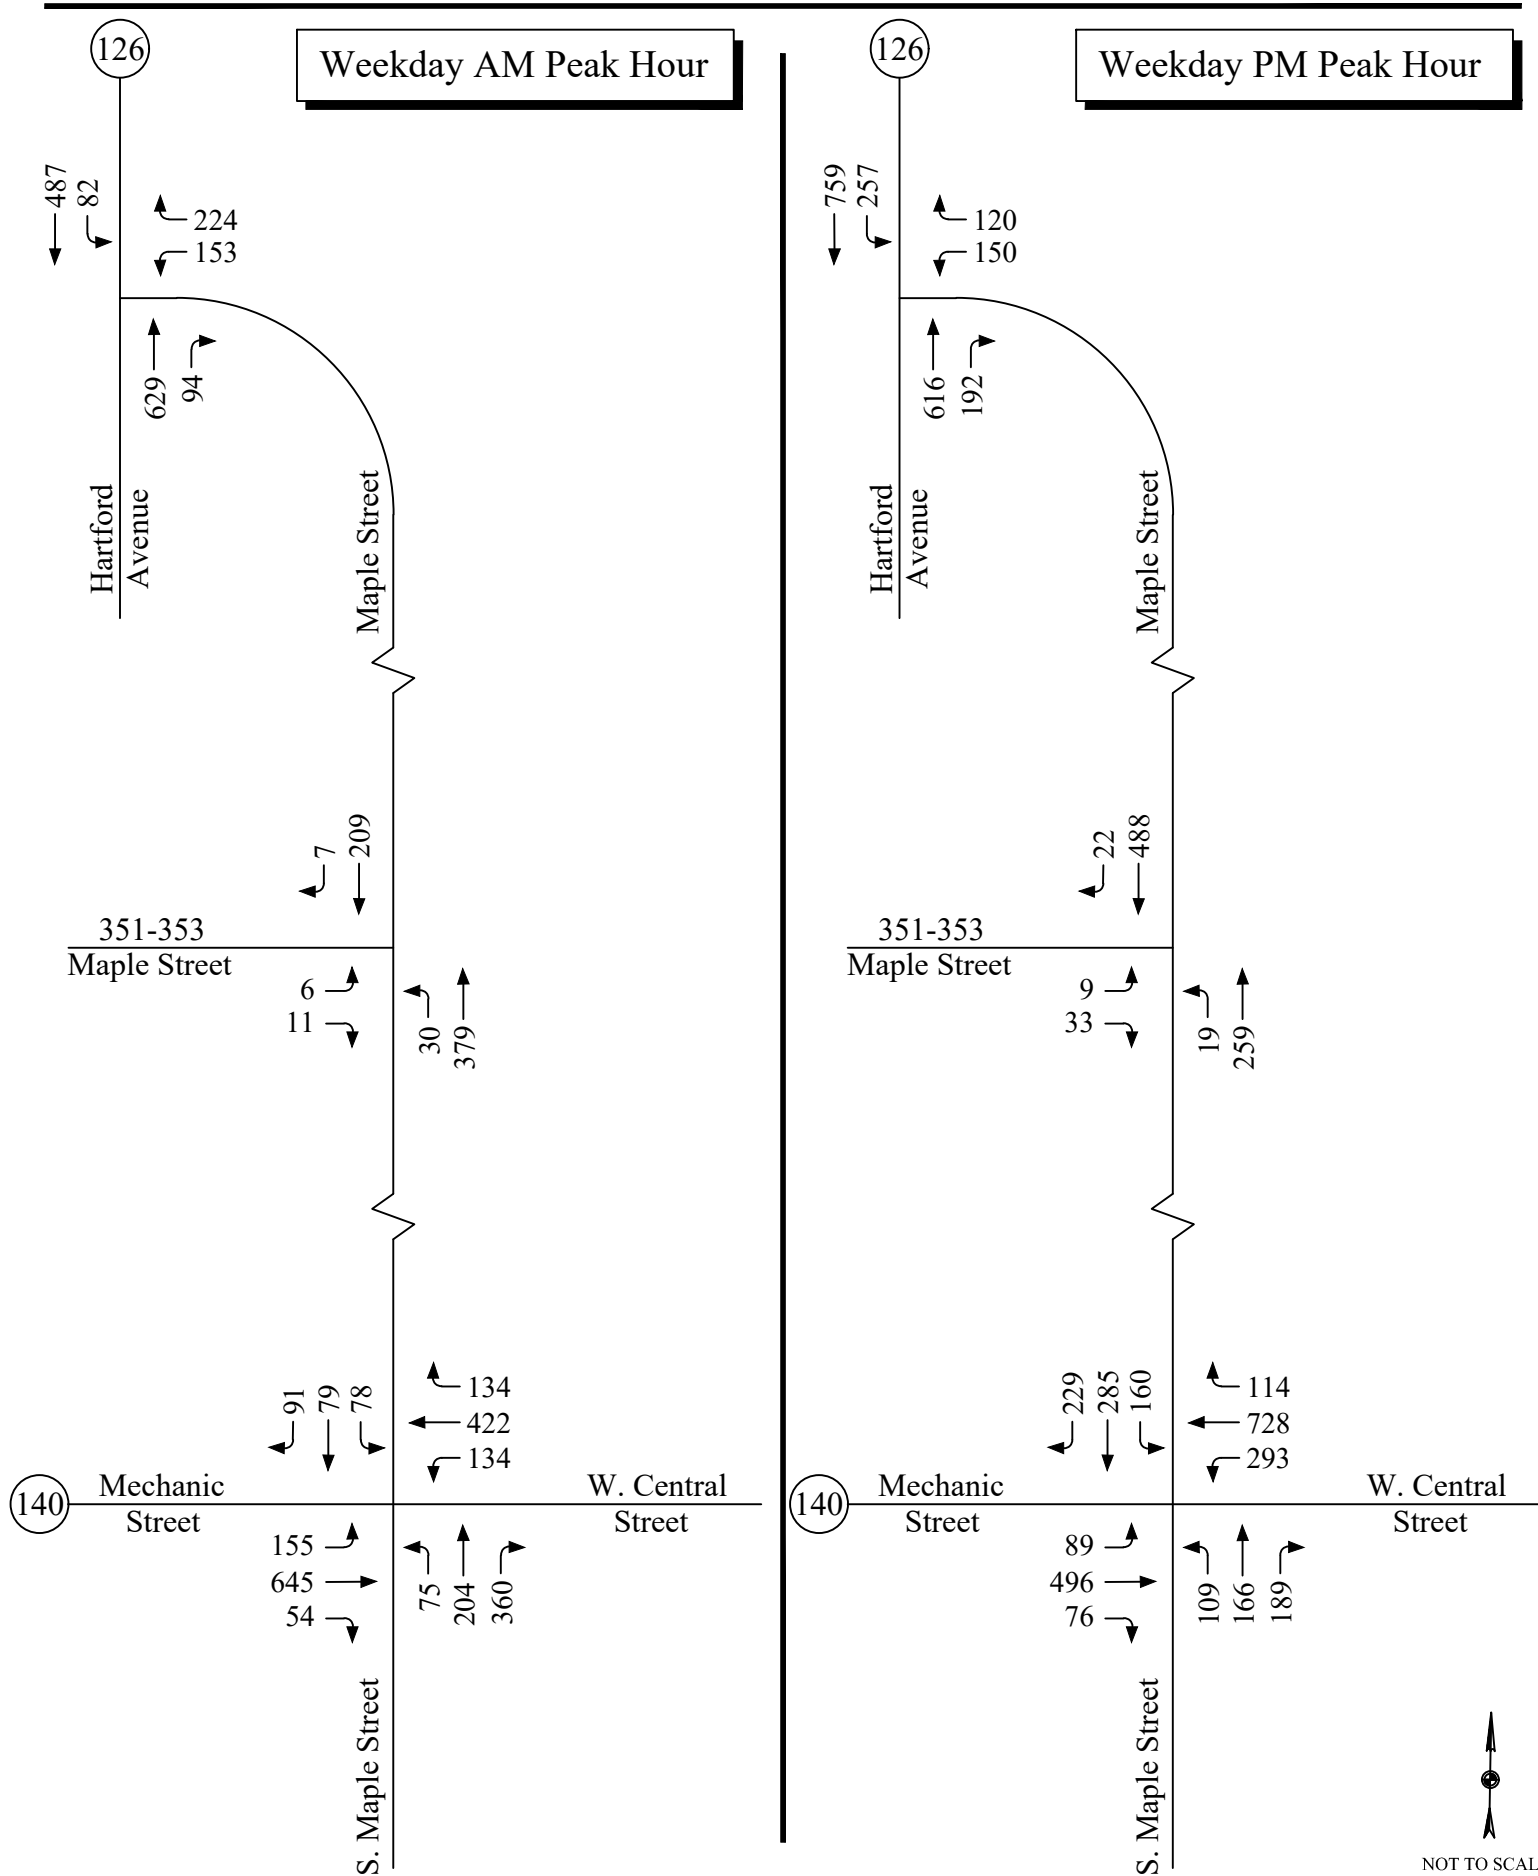 126
Weekday AM Peak Hour
487
82
224
153
629
94
Hartford
Avenue
Maple Street
7
209
351-353
Maple Street
6
11
30
379
91
79
78
134
422
134
140
Mechanic
Street
W. Central
Street
155
645
54
75
204
360
S. Maple Street
126
Weekday PM Peak Hour
759
257
120
150
616
192
Hartford
Avenue
Maple Street
22
488
351-353
Maple Street
9
33
19
259
229
285
160
114
728
293
140
Mechanic
Street
W. Central
Street
89
496
76
109
166
189
S. Maple Street
NOT TO SCAL